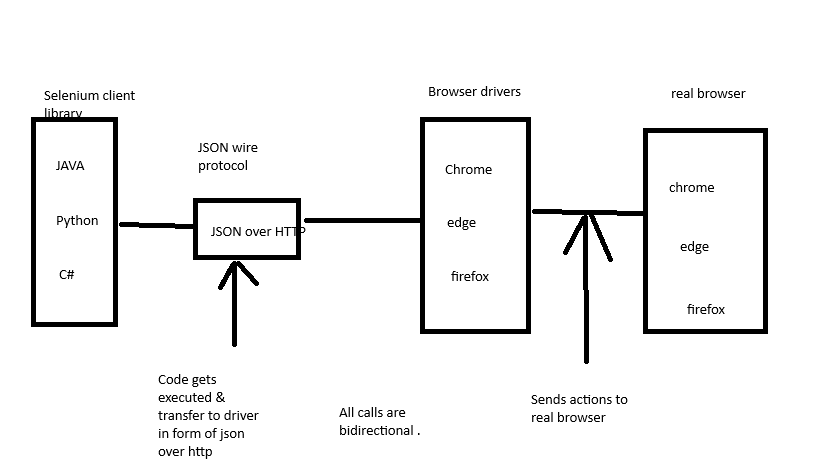 Selenium client
library
JAVA
Python
C#
JSON wire
protocol
JSON over HTTP
Code gets
executed &
transfer to driver
in form of json
over http
All calls are
bidirectional .
Browser drivers
Chrome
edge
firefox
Sends actions to
real browser
real browser
chrome
edge
firefox